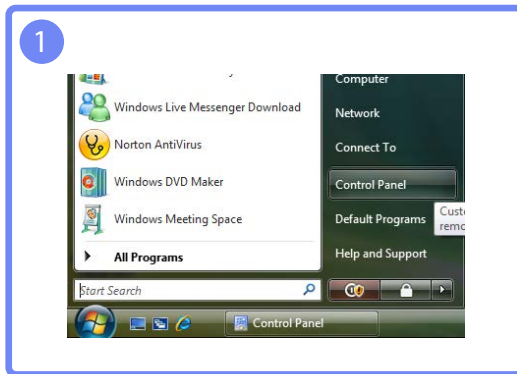 1
Windows Live Messenger Download
Norton AntiVirus
Windows DVD Maker
Windows Meeting Space
All Programs
Start Search
Computer
Network
Connect To
Control Panel
Default Programs
Help and Support
Control Panel